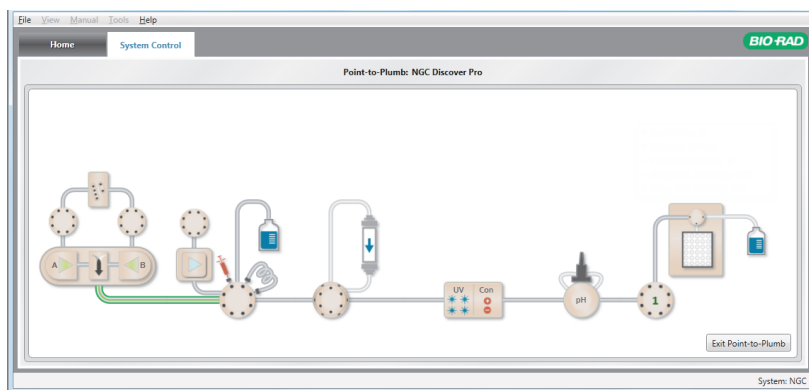 File View Manual Tools Help
Home System Control BIO-RAD
Point-to-Plumb: NGC Discover Pro
A B
UV Con
pH
1
Exit Point-to-Plumb
System: NGC